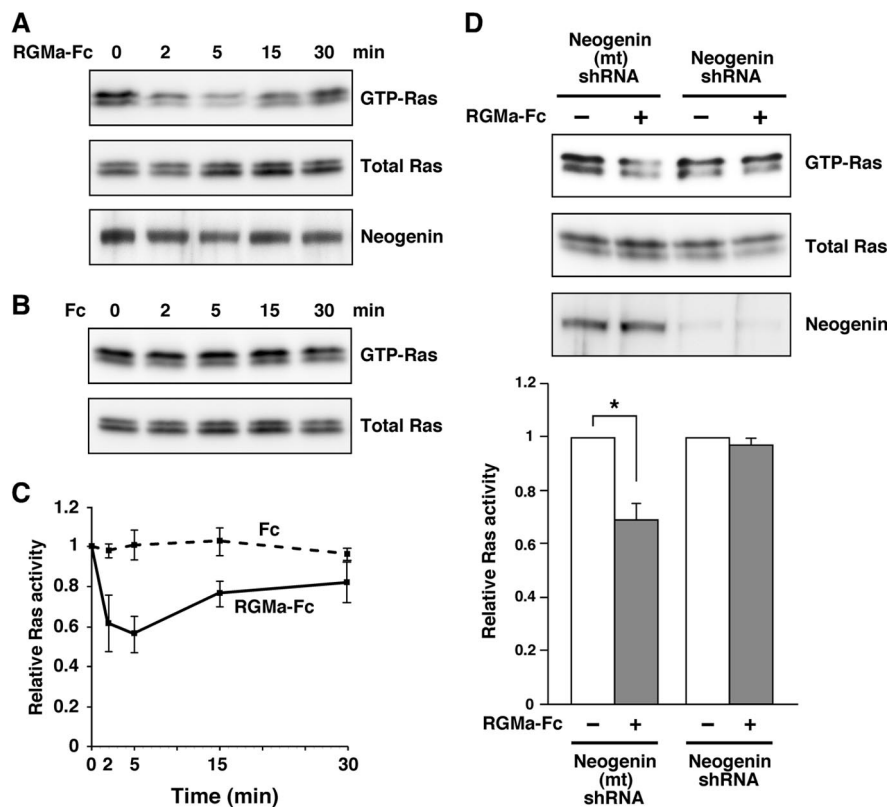 A
RGMa-Fc 0 2 5 15 30 min
GTP-Ras
Total Ras
Neogenin
B
Fc 0 2 5 15 30 min
GTP-Ras
Total Ras
C
1.2
1
0.8
0.6
0.4
0.2
0
Relative Ras activity
Fc
RGMa-Fc
0 2 5 15 30
Time (min)
D
Neogenin
(mt)
shRNA
Neogenin
shRNA
RGMa-Fc − + − +
GTP-Ras
Total Ras
Neogenin
1.2
1
0.8
0.6
0.4
0.2
0
Relative Ras activity
*
RGMa-Fc − + − +
Neogenin
(mt)
shRNA
Neogenin
shRNA